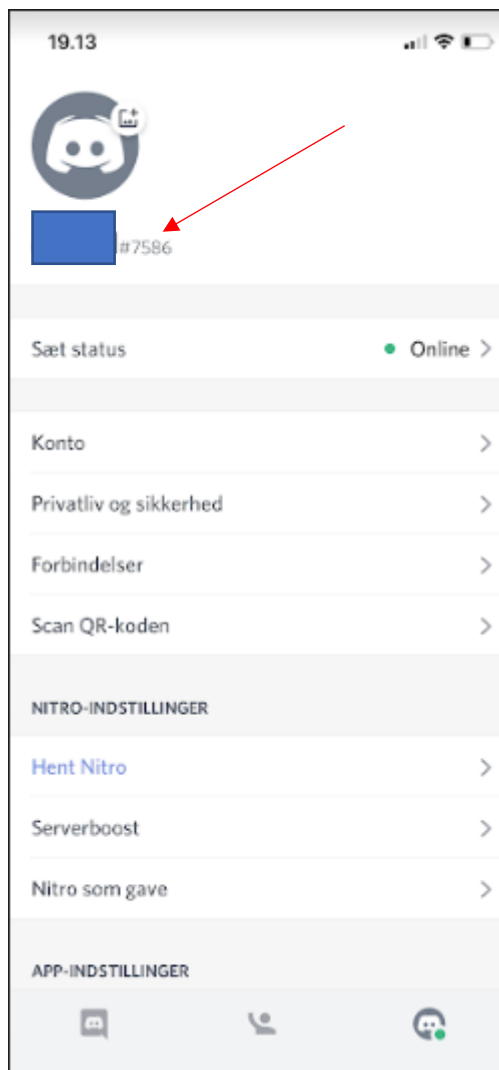 19.13
#7586
Sæt status Online
Konto
Privatliv og sikkerhed
Forbindelser
Scan QR-koden
NITRO-INDSTILLINGER
Hent Nitro
Serverboost
Nitro som gave
APP-INDSTILLINGER